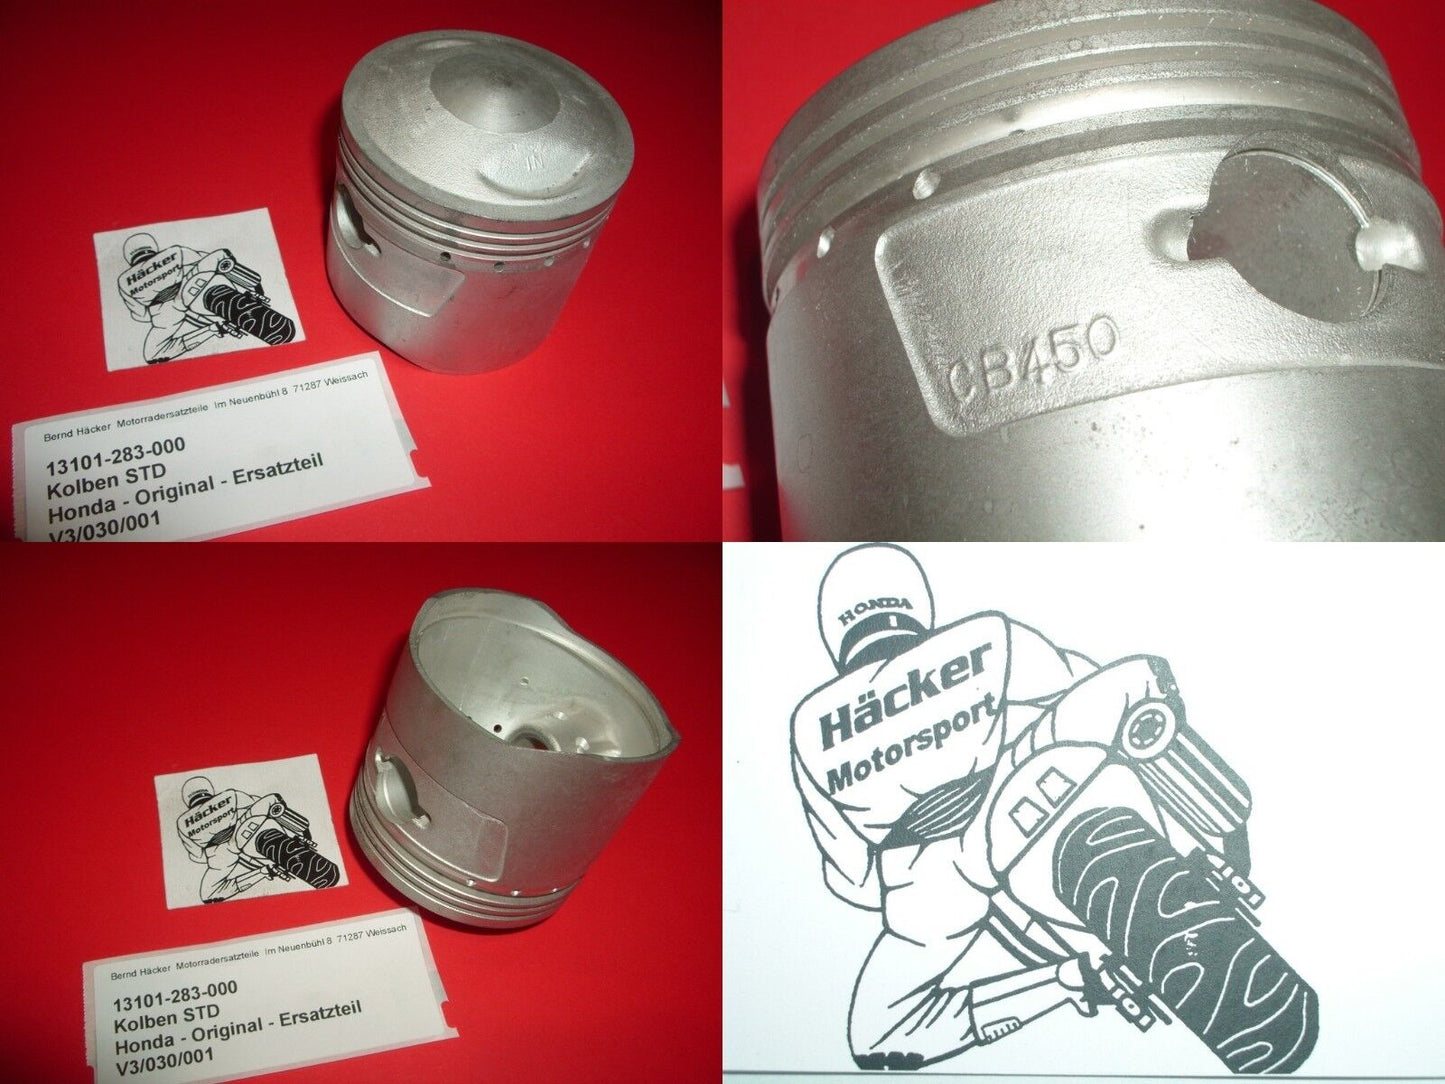 IN
Häcker
Motorsport
Bernd Häcker Motorradersatzteile Im Neuenbühl 8 71287 Weissach
13101-283-000
Kolben STD
Honda - Original - Ersatzteil
V3/030/001
CB450
Häcker
Motorsport
Bernd Häcker Motorradersatzteile Im Neuenbühl 8 71287 Weissach
13101-283-000
Kolben STD
Honda - Original - Ersatzteil
V3/030/001
HONDA
Häcker
Motorsport